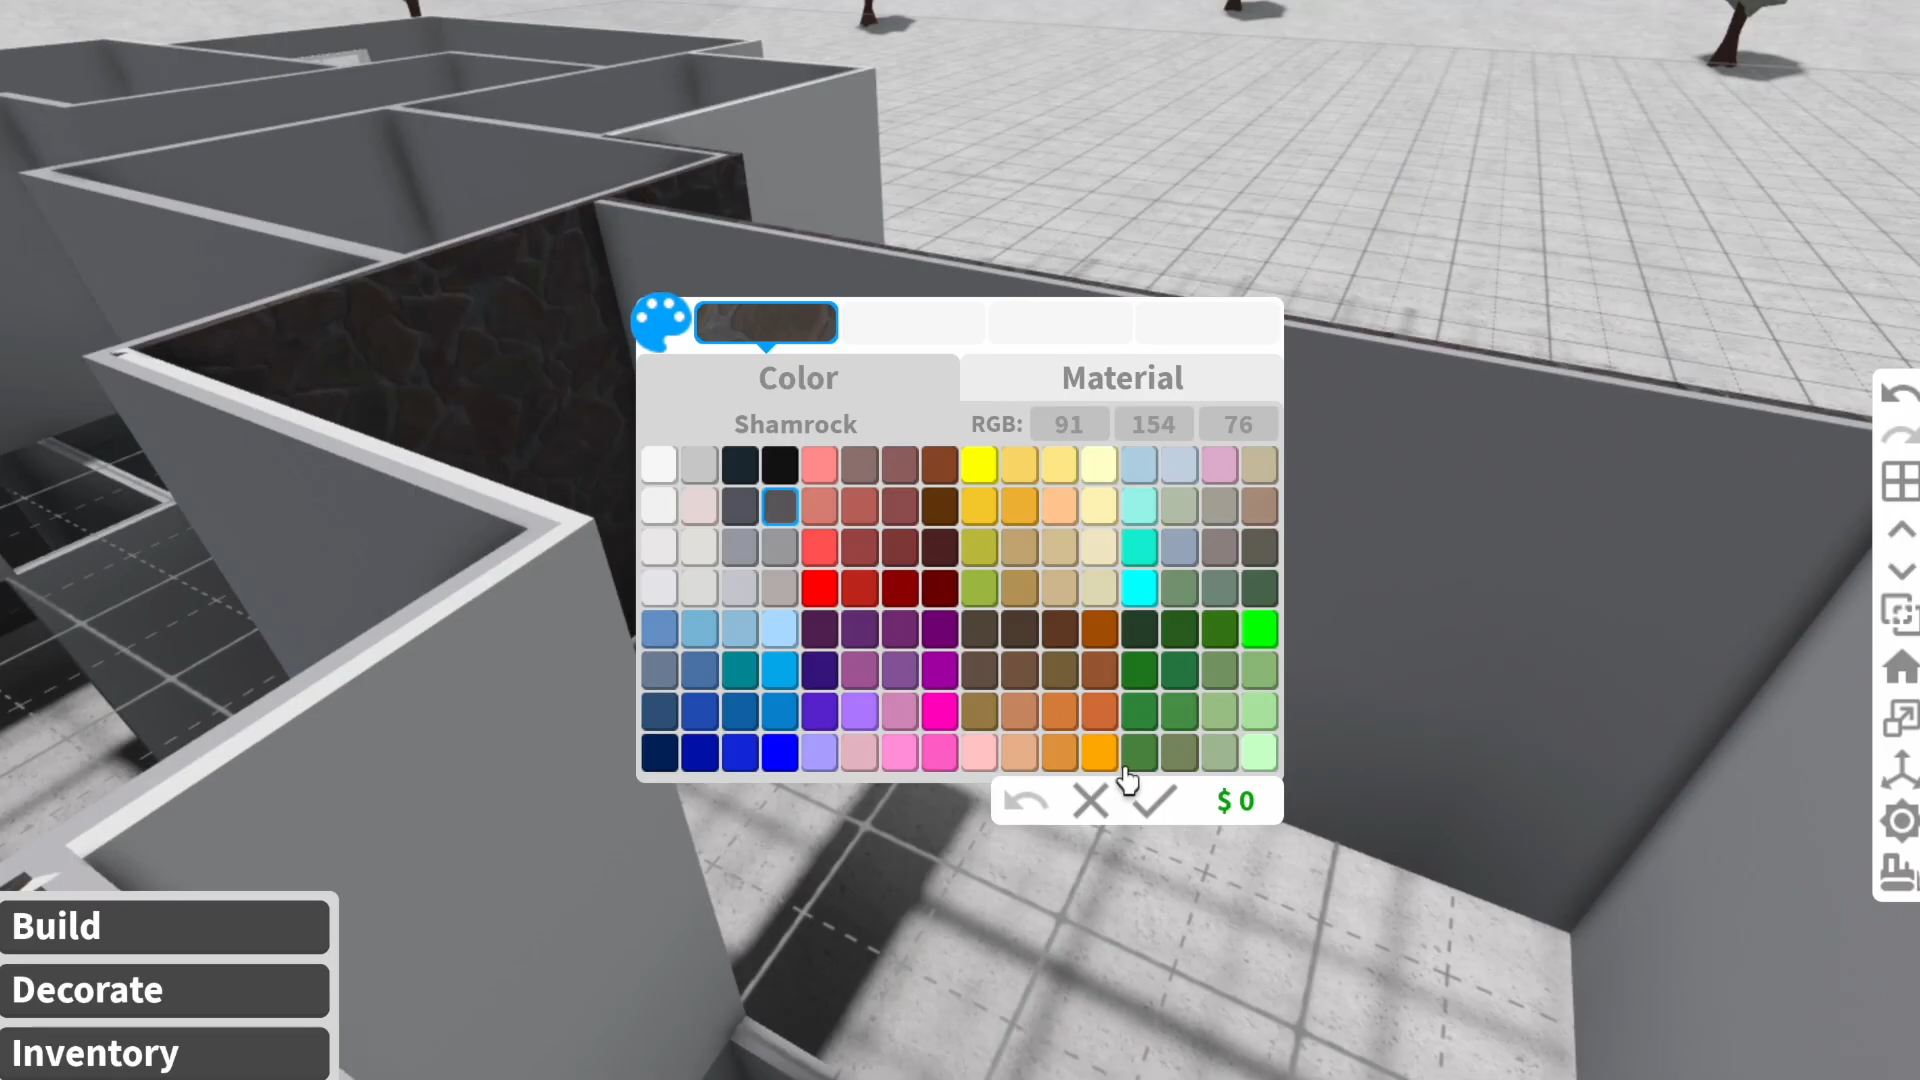 Color
Material
Shamrock
RGB: 91 154 76
$ 0
Build
Decorate
Inventory